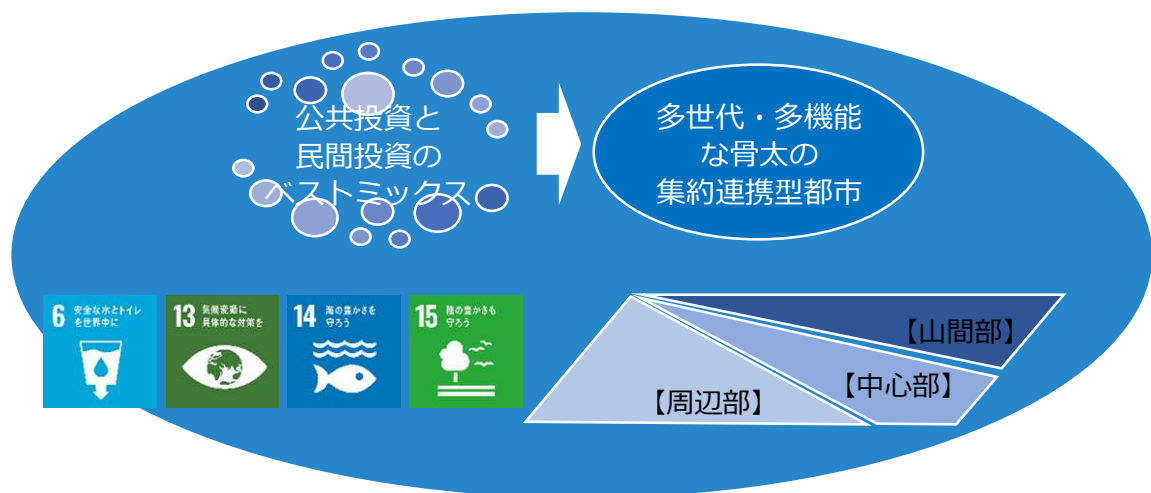 公共投資と
民間投資の
ベストミックス
多世代・多機能
な骨太の
集約連携型都市
6 安全な水とトイレ
を世界中に
13 気候変動に
具体的な対策を
14 海の豊かさを
守ろう
15 陸の豊かさも
守ろう
【山間部】
【中心部】
【周辺部】